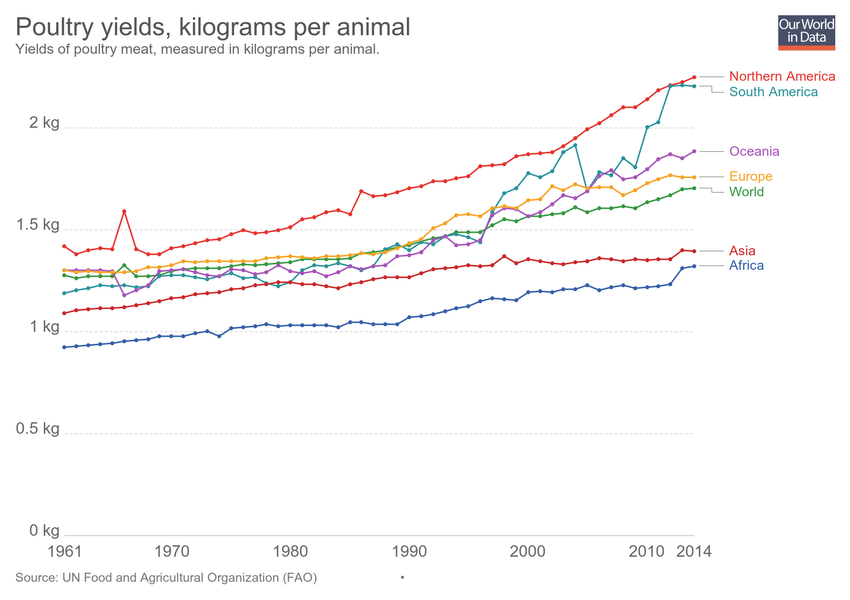 Poultry yields, kilograms per animal
Yields of poultry meat, measured in kilograms per animal.
Our World
in Data
Northern America
South America
2 kg
Oceania
Europe
World
1.5 kg
Asia
Africa
1 kg
0.5 kg
0 kg
1961 1970 1980 1990 2000 2010 2014
Source: UN Food and Agricultural Organization (FAO) •